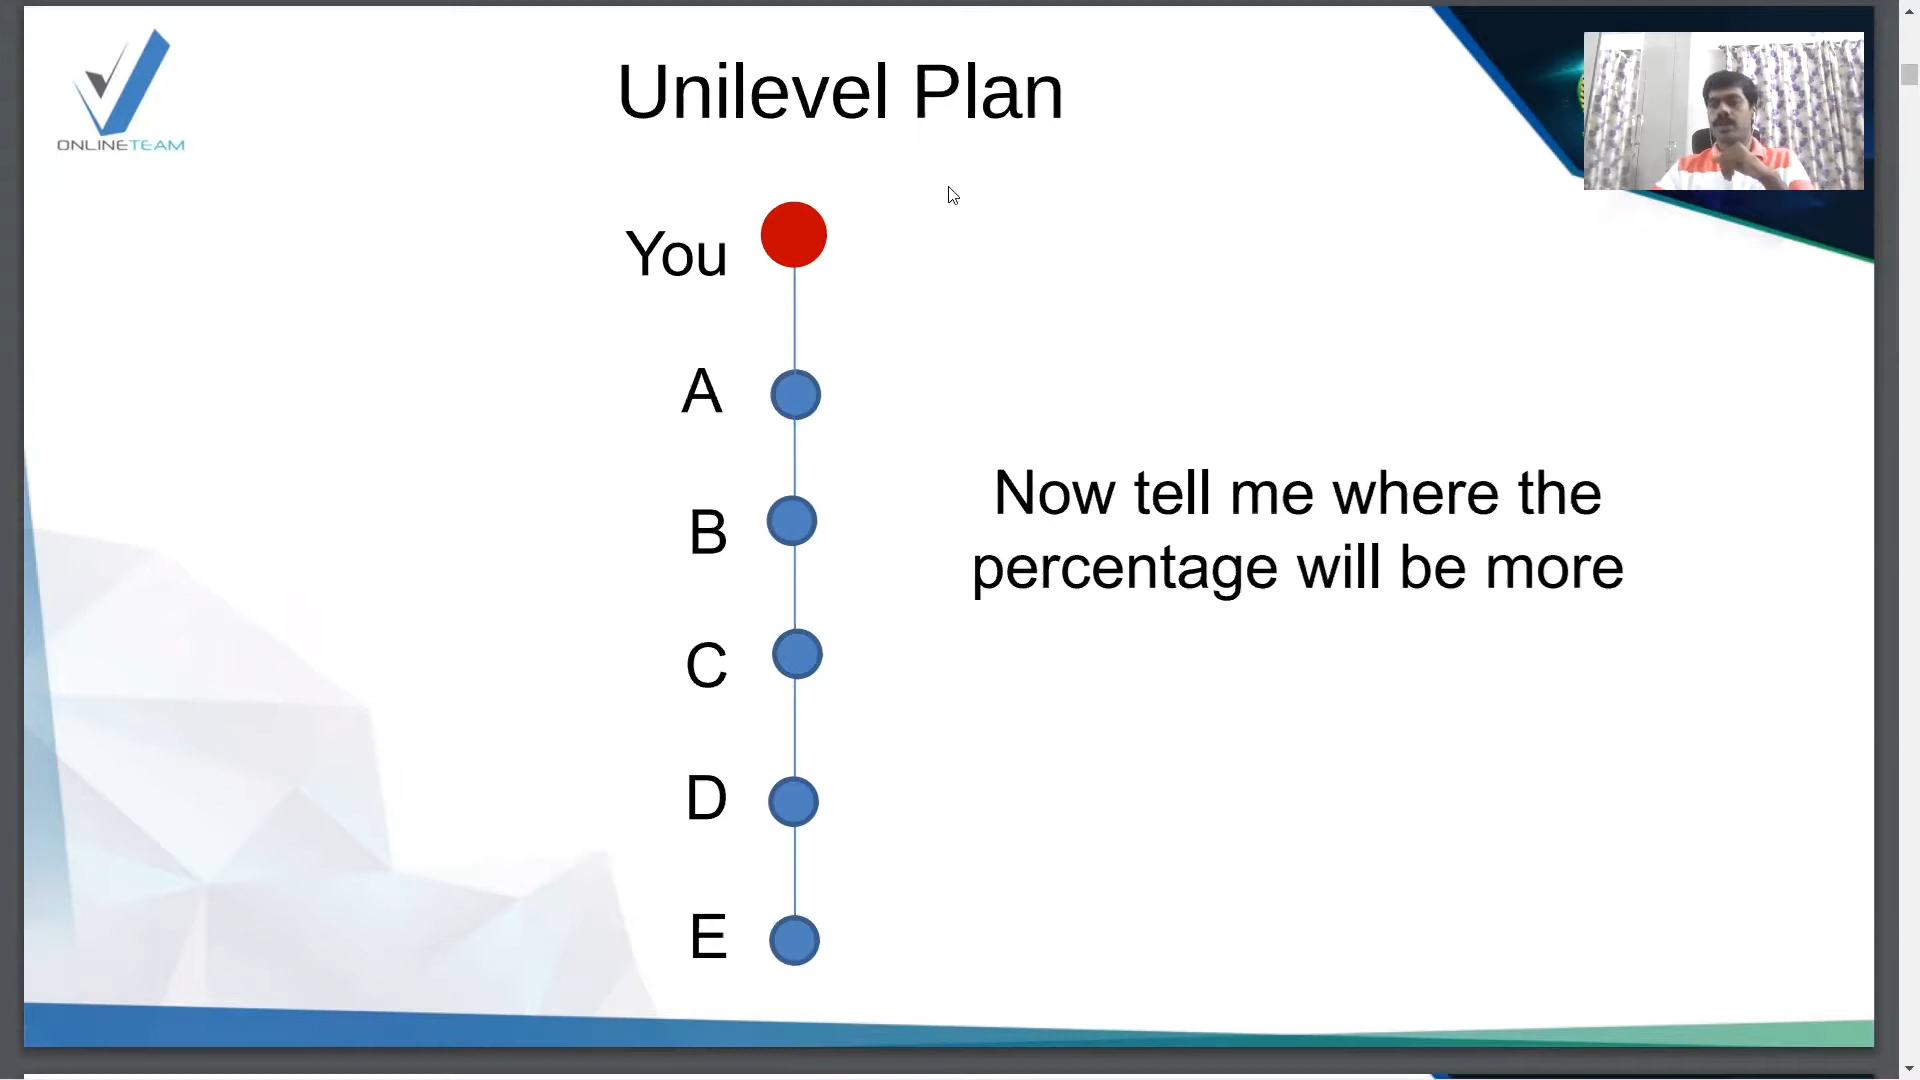 ONLINETEAM
Unilevel Plan
You
A
B
C
D
E
Now tell me where the
percentage will be more